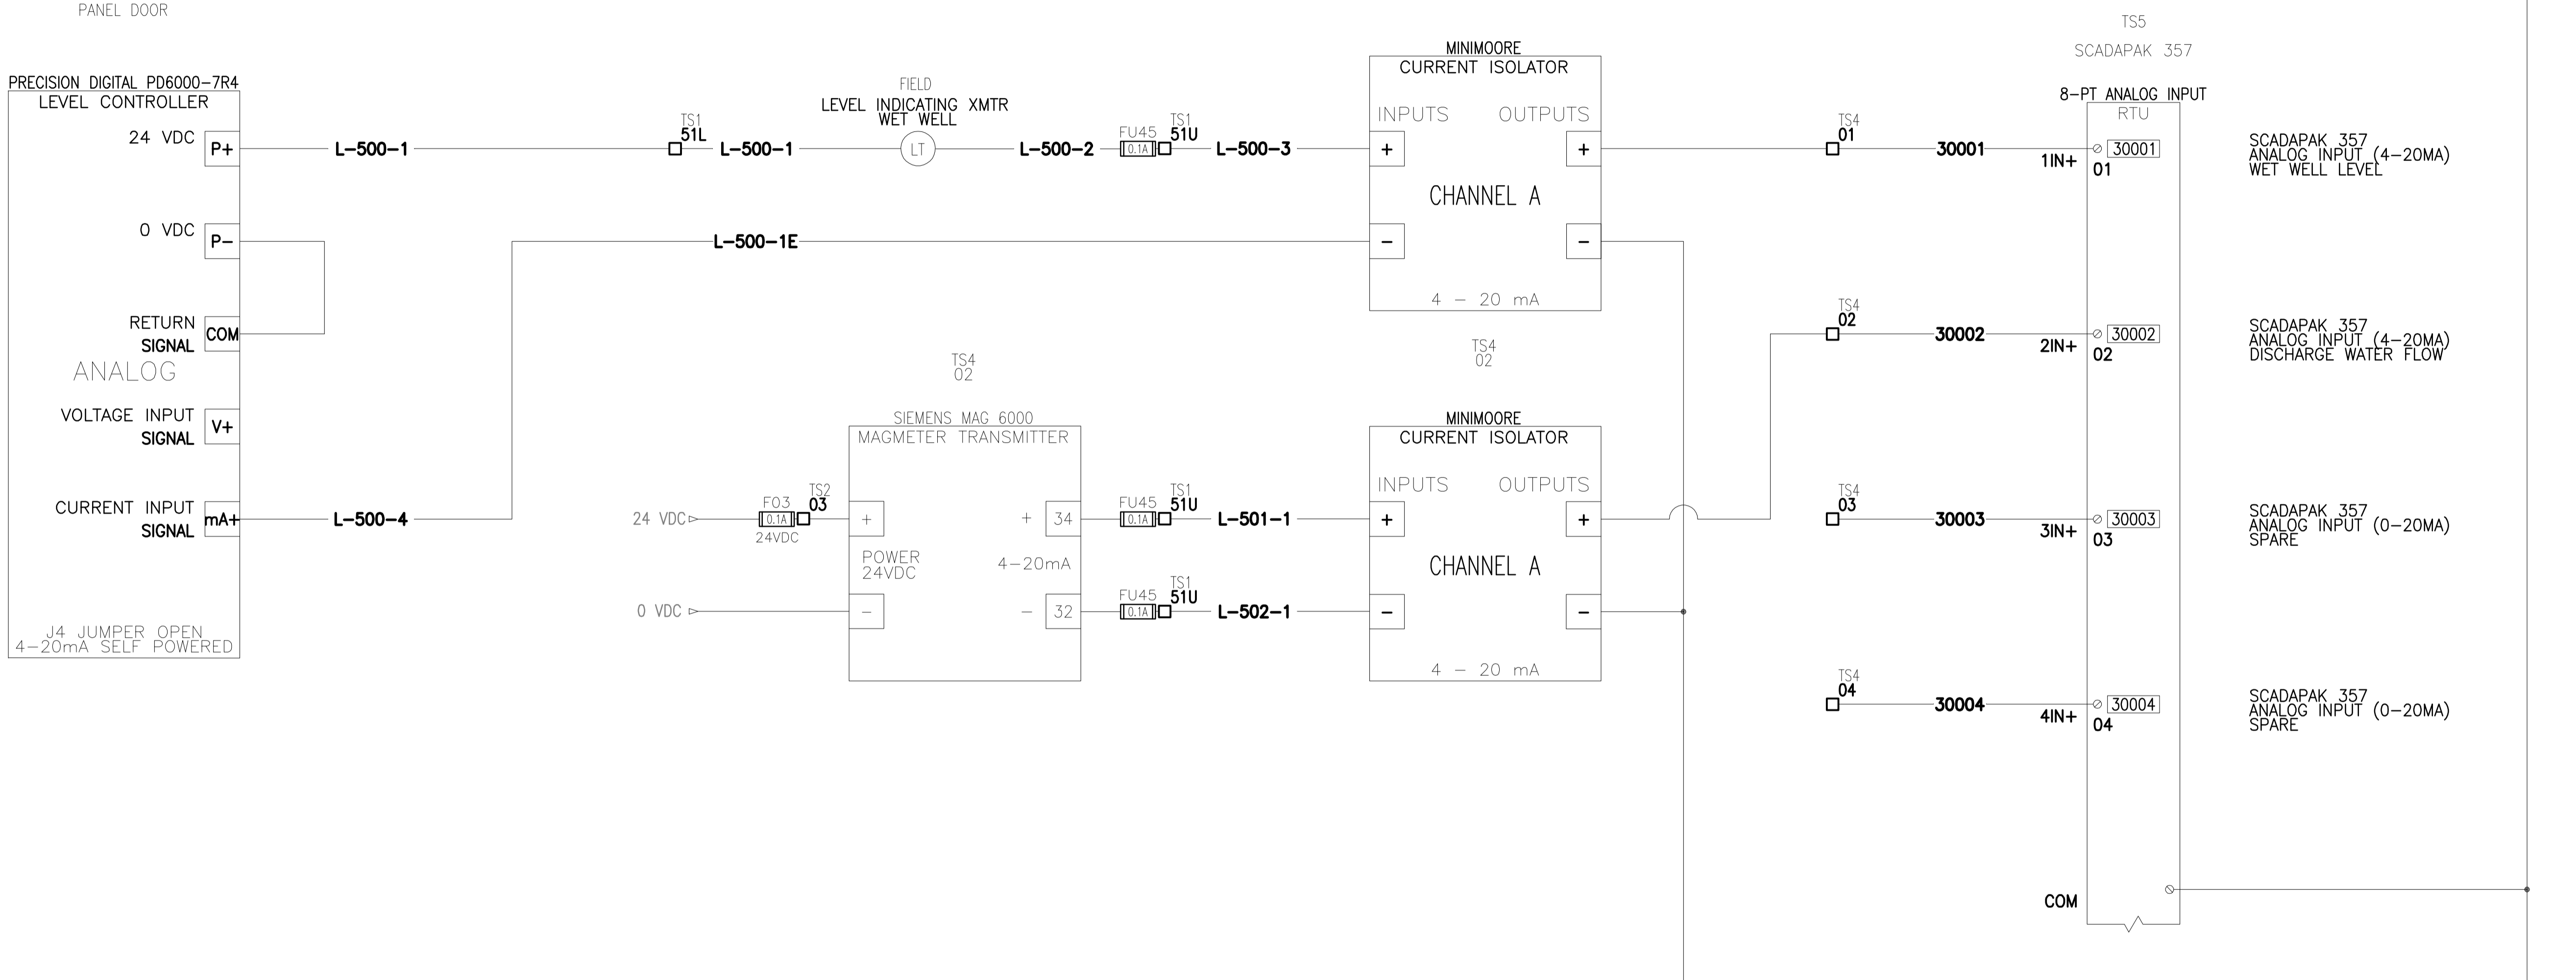 PANEL DOOR
PRECISION DIGITAL PD6000-7R4
LEVEL CONTROLLER
24 VDC
P+
L-500-1
0 VDC
P-
RETURN
SIGNAL
COM
ANALOG
VOLTAGE INPUT
SIGNAL
V+
CURRENT INPUT
SIGNAL
mA+
L-500-4
J4 JUMPER OPEN
4-20mA SELF POWERED
TS1
51L
L-500-1
FIELD
LEVEL INDICATING XMTR
WET WELL
LT
L-500-2
FU45
0.1A
TS1
51U
L-500-3
L-500-1E
MINIMOORE
CURRENT ISOLATOR
INPUTS OUTPUTS
+ +
CHANNEL A
- -
4 - 20 mA
TS4
02
TS4
02
24 VDC
F03
0.1A
24VDC
TS2
03
0 VDC
SIEMENS MAG 6000
MAGMETER TRANSMITTER
+ + 34
POWER
24VDC
4-20mA
- - 32
FU45
0.1A
TS1
51U
L-501-1
FU45
0.1A
TS1
51U
L-502-1
MINIMOORE
CURRENT ISOLATOR
INPUTS OUTPUTS
+ +
CHANNEL A
- -
4 - 20 mA
TS5
SCADAPAK 357
8-PT ANALOG INPUT
RTU
TS4
01
30001
1IN+
01
30001
SCADAPAK 357
ANALOG INPUT (4-20MA)
WET WELL LEVEL
TS4
02
30002
2IN+
02
30002
SCADAPAK 357
ANALOG INPUT (4-20MA)
DISCHARGE WATER FLOW
TS4
03
30003
3IN+
03
30003
SCADAPAK 357
ANALOG INPUT (0-20MA)
SPARE
TS4
04
30004
4IN+
04
30004
SCADAPAK 357
ANALOG INPUT (0-20MA)
SPARE
COM